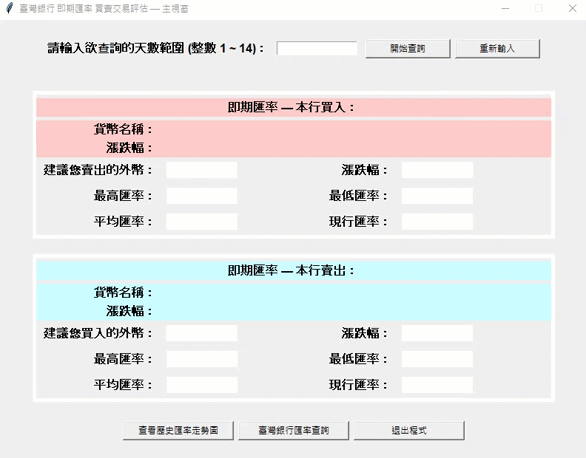 臺灣銀行 即期匯率 買賣交易評估 — 主視窗
請輸入欲查詢的天數範圍 (整數 1 ~ 14)： 開始查詢 重新輸入
即期匯率 — 本行買入：
貨幣名稱：
漲跌幅：
建議您賣出的外幣： 漲跌幅：
最高匯率： 最低匯率：
平均匯率： 現行匯率：
即期匯率 — 本行賣出：
貨幣名稱：
漲跌幅：
建議您買入的外幣： 漲跌幅：
最高匯率： 最低匯率：
平均匯率： 現行匯率：
查看歷史匯率走勢圖 臺灣銀行匯率查詢 退出程式